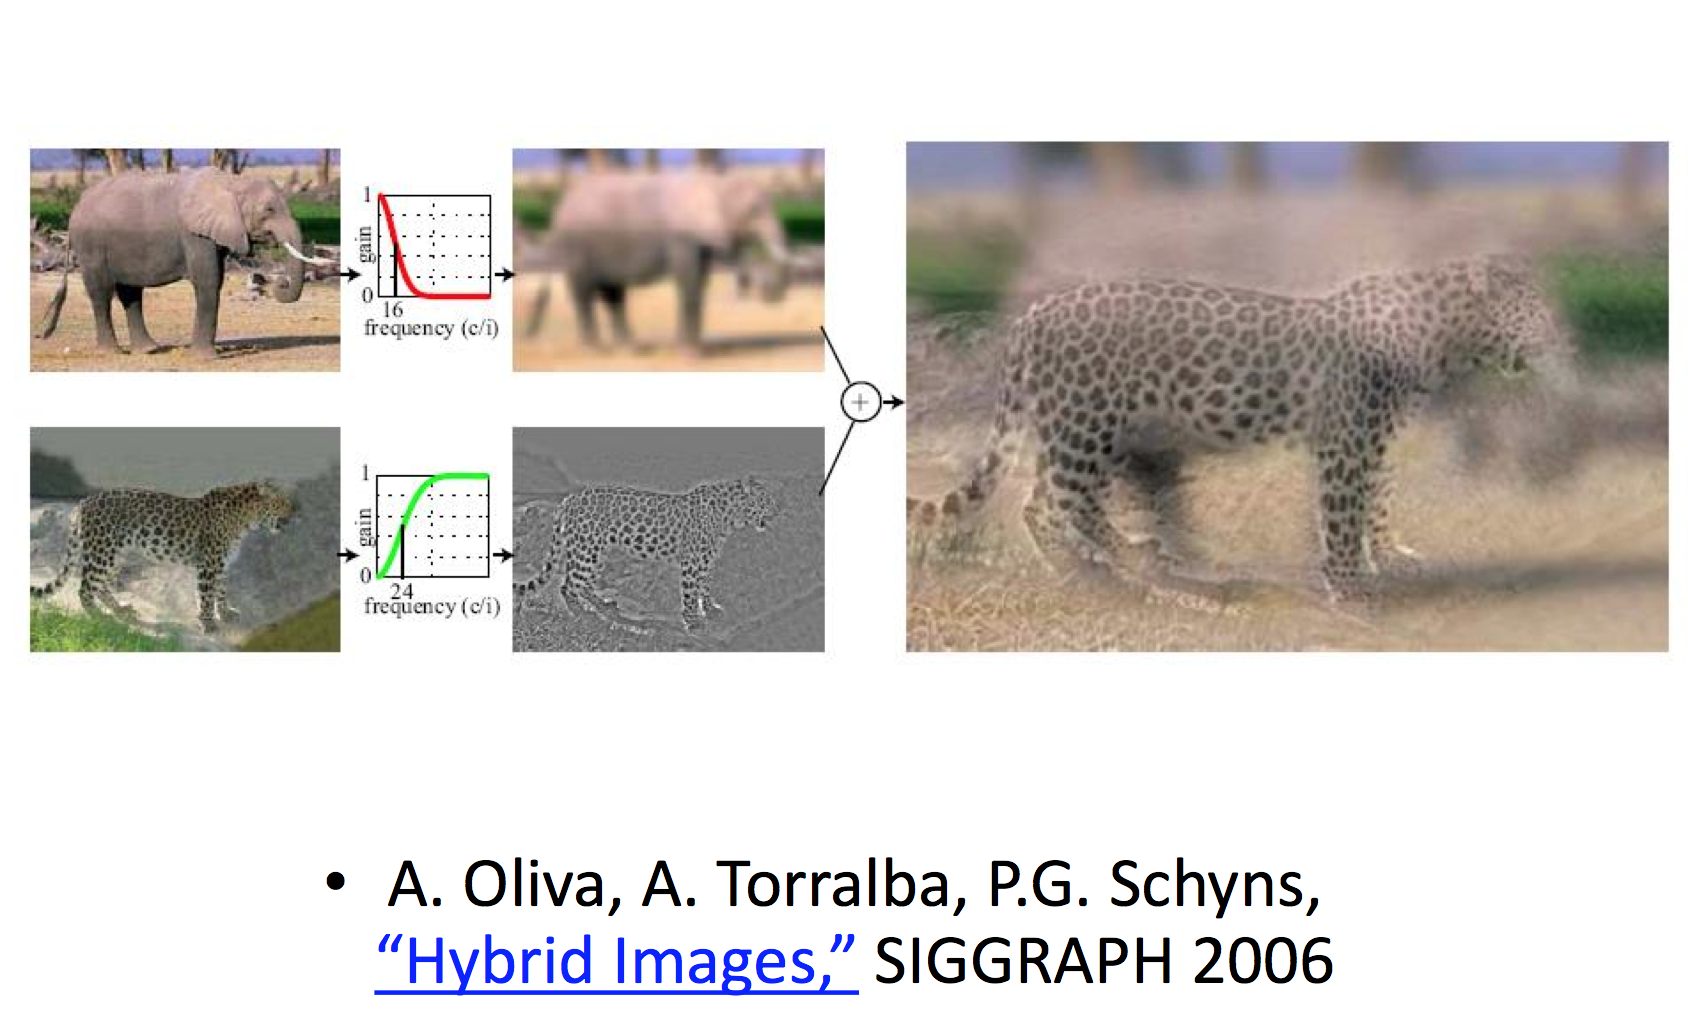 1
gain
0
16
frequency (c/i)
+
1
gain
0
24
frequency (c/i)
• A. Oliva, A. Torralba, P.G. Schyns,
“Hybrid Images,” SIGGRAPH 2006